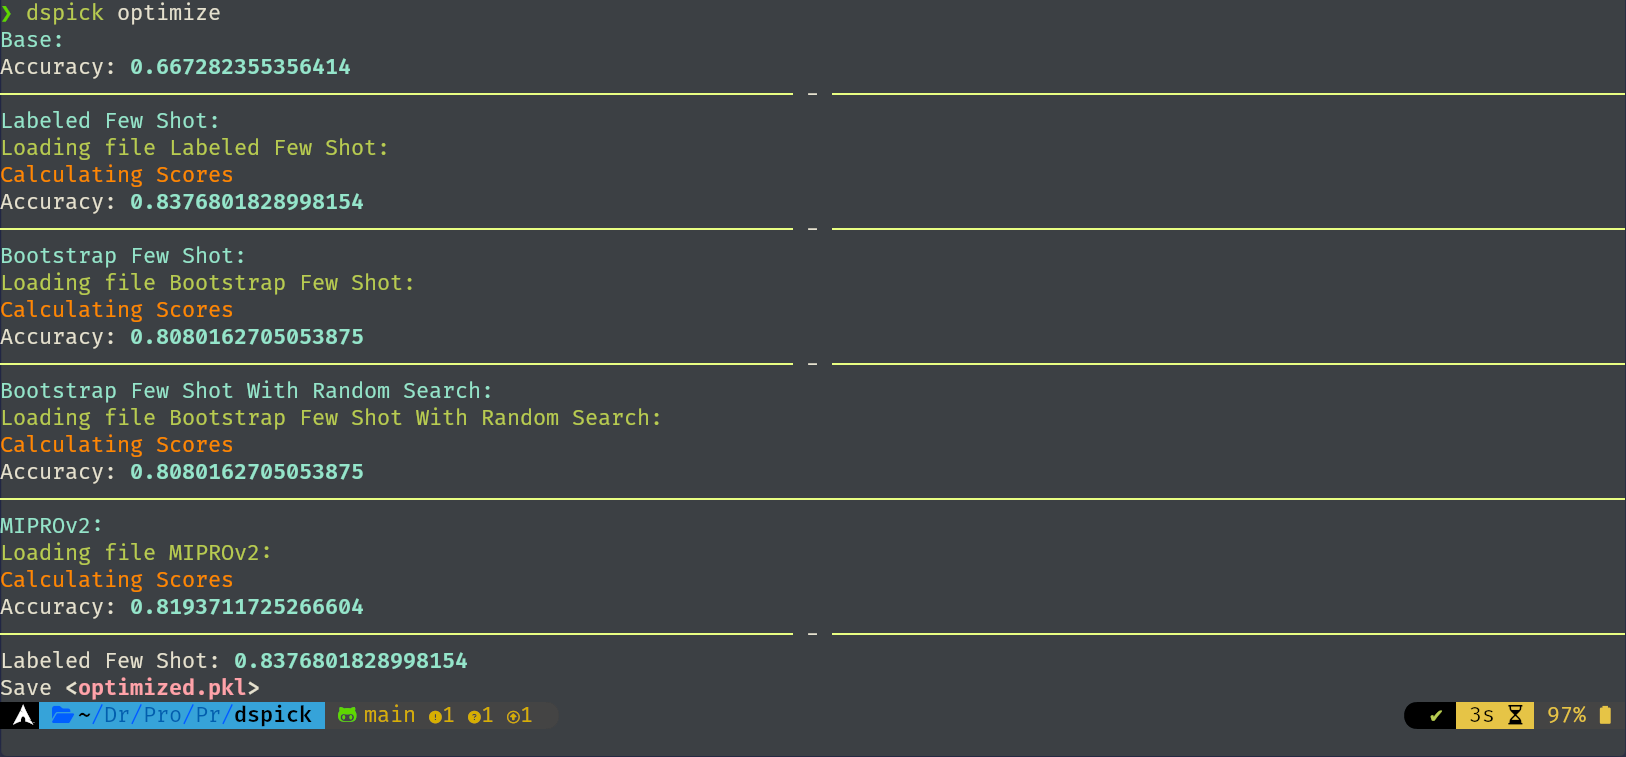 ❯ dspick optimize
Base:
Accuracy: 0.667282355356414
-
Labeled Few Shot:
Loading file Labeled Few Shot:
Calculating Scores
Accuracy: 0.8376801828998154
-
Bootstrap Few Shot:
Loading file Bootstrap Few Shot:
Calculating Scores
Accuracy: 0.8080162705053875
-
Bootstrap Few Shot With Random Search:
Loading file Bootstrap Few Shot With Random Search:
Calculating Scores
Accuracy: 0.8080162705053875
MIPROv2:
Loading file MIPROv2:
Calculating Scores
Accuracy: 0.8193711725266604
-
Labeled Few Shot: 0.8376801828998154
Save <optimized.pkl>
~/Dr/Pro/Pr/dspick main !1 ?1 ↑1 ✔ 3s 97%